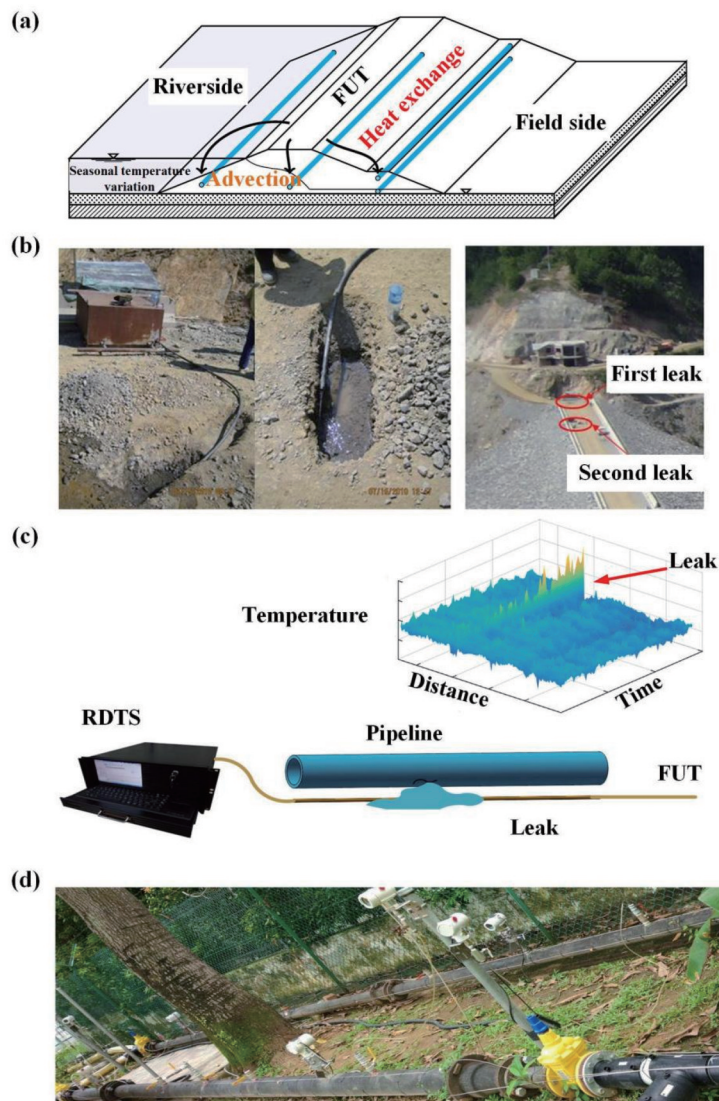 (a)
Riverside
FUT
Heat exchange
Field side
Seasonal temperature
variation
Advection
(b)
First leak
Second leak
(c)
Leak
Temperature
Distance
Time
RDTS
Pipeline
FUT
Leak
(d)